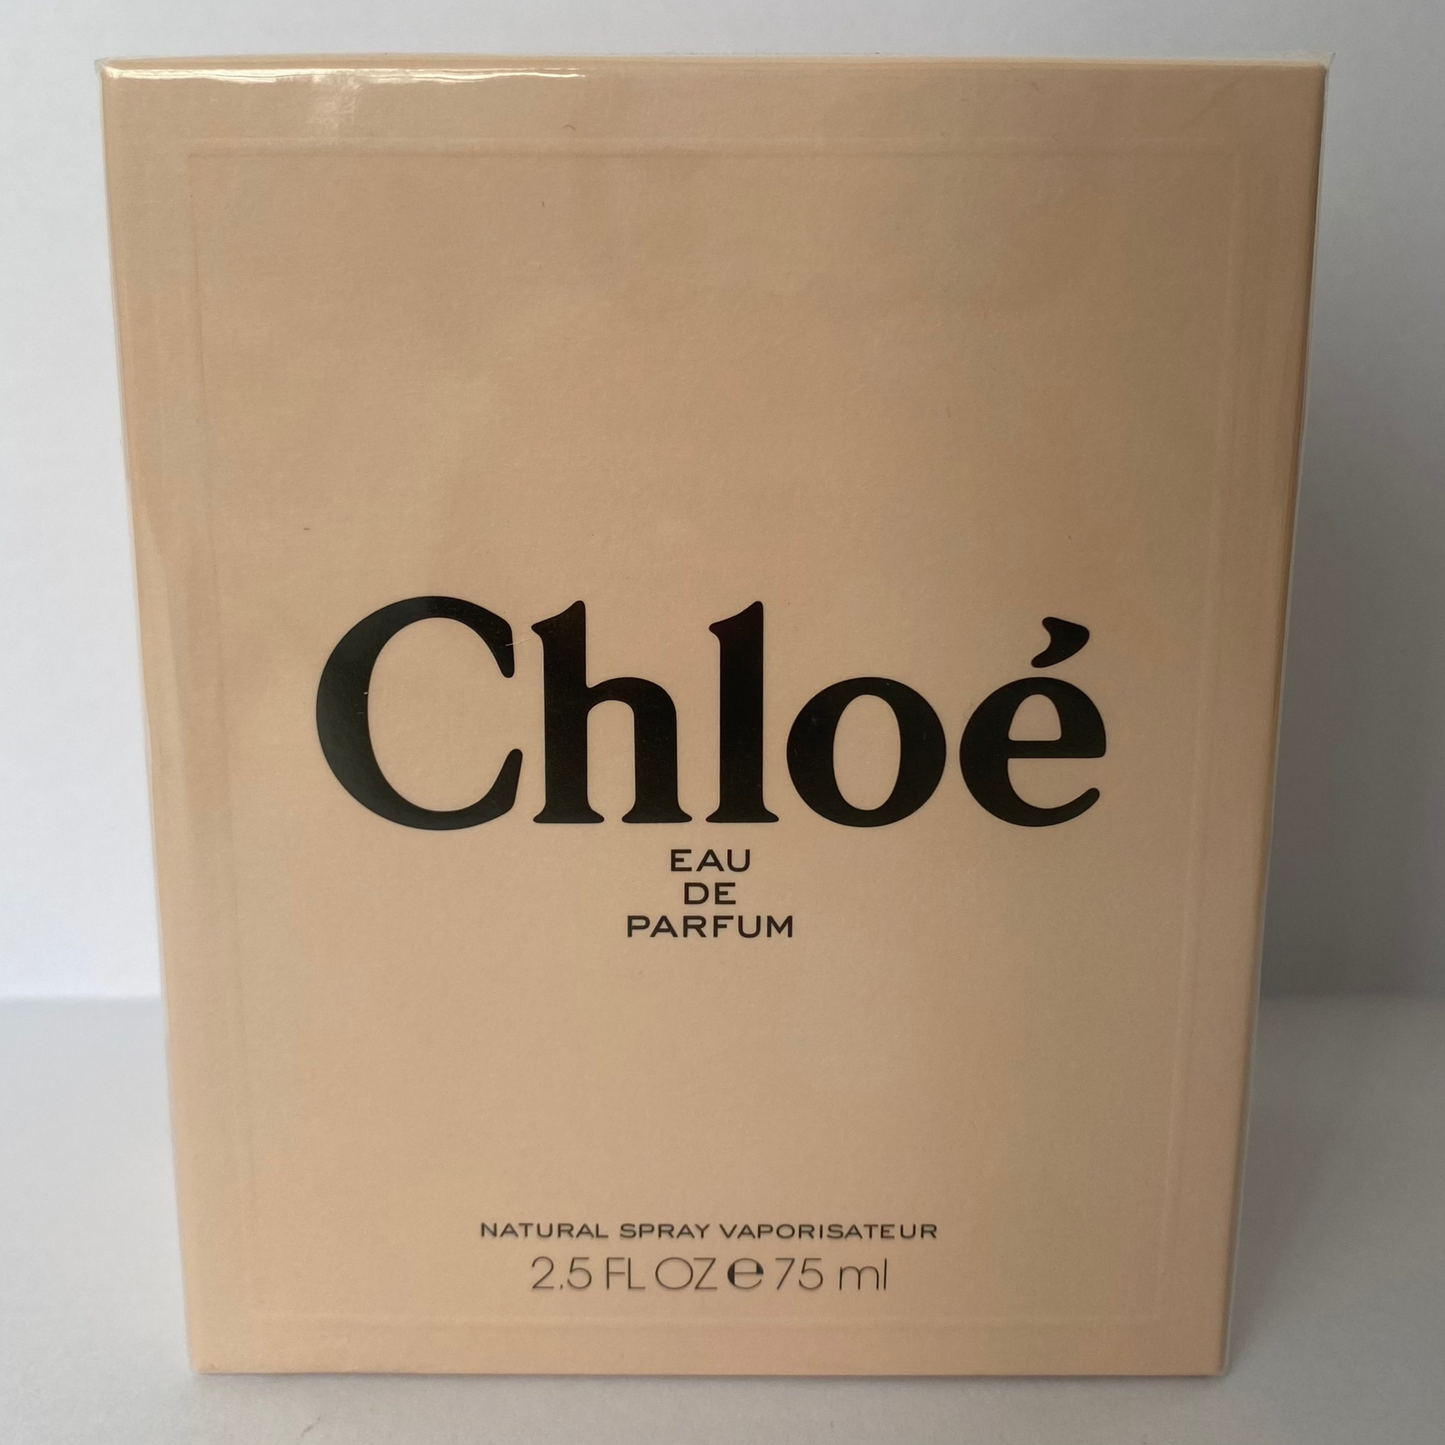 Chloé
EAU
DE
PARFUM
NATURAL SPRAY VAPORISATEUR
2.5 FL OZ ℮ 75 ml